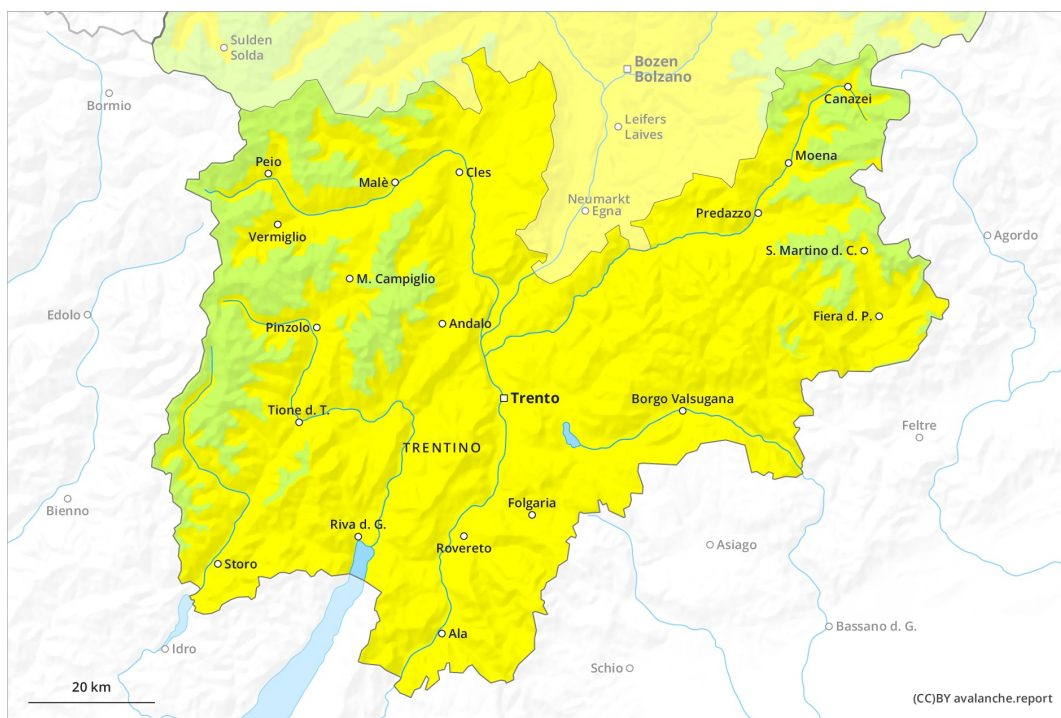 Sulden
Solda
Bozen
Bolzano
Bormio
Canazei
Leifers
Laives
Moena
Peio
Malè
Cles
Neumarkt
Egna
Predazzo
Vermiglio
Agordo
S. Martino d. C.
M. Campiglio
Edolo
Pinzolo
Andalo
Fiera d. P.
Trento
Borgo Valsugana
Tione d. T.
Feltre
TRENTINO
Bienno
Folgaria
Riva d. G.
Rovereto
Asiago
Storo
Bassano d. G.
Ala
Idro
Schio
20 km
(CC)BY avalanche.report